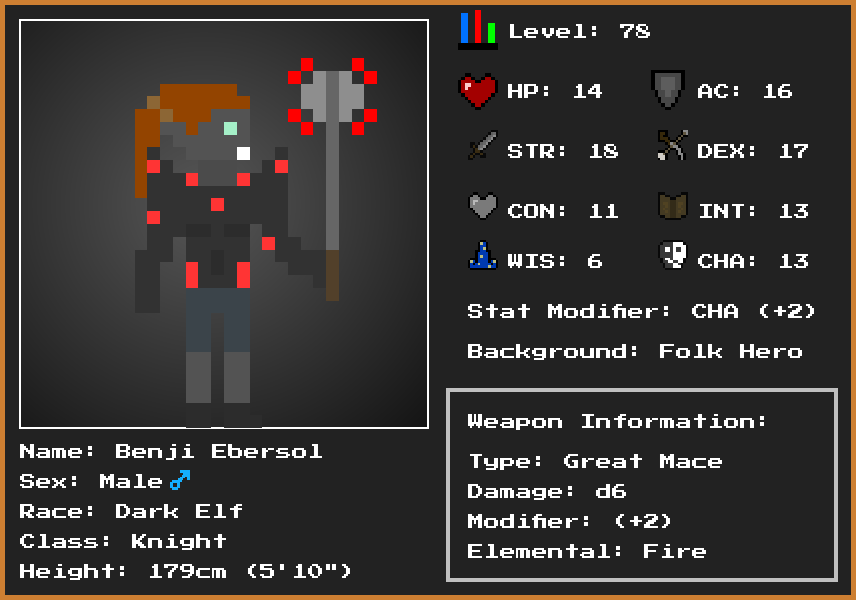 Level: 78
HP: 14 AC: 16
STR: 18 DEX: 17
CON: 11 INT: 13
WIS: 6 CHA: 13
Stat Modifier: CHA (+2)
Background: Folk Hero
Weapon Information:
Type: Great Mace
Damage: d6
Modifier: (+2)
Elemental: Fire
Name: Benji Ebersol
Sex: Male ♂
Race: Dark Elf
Class: Knight
Height: 179cm (5'10")